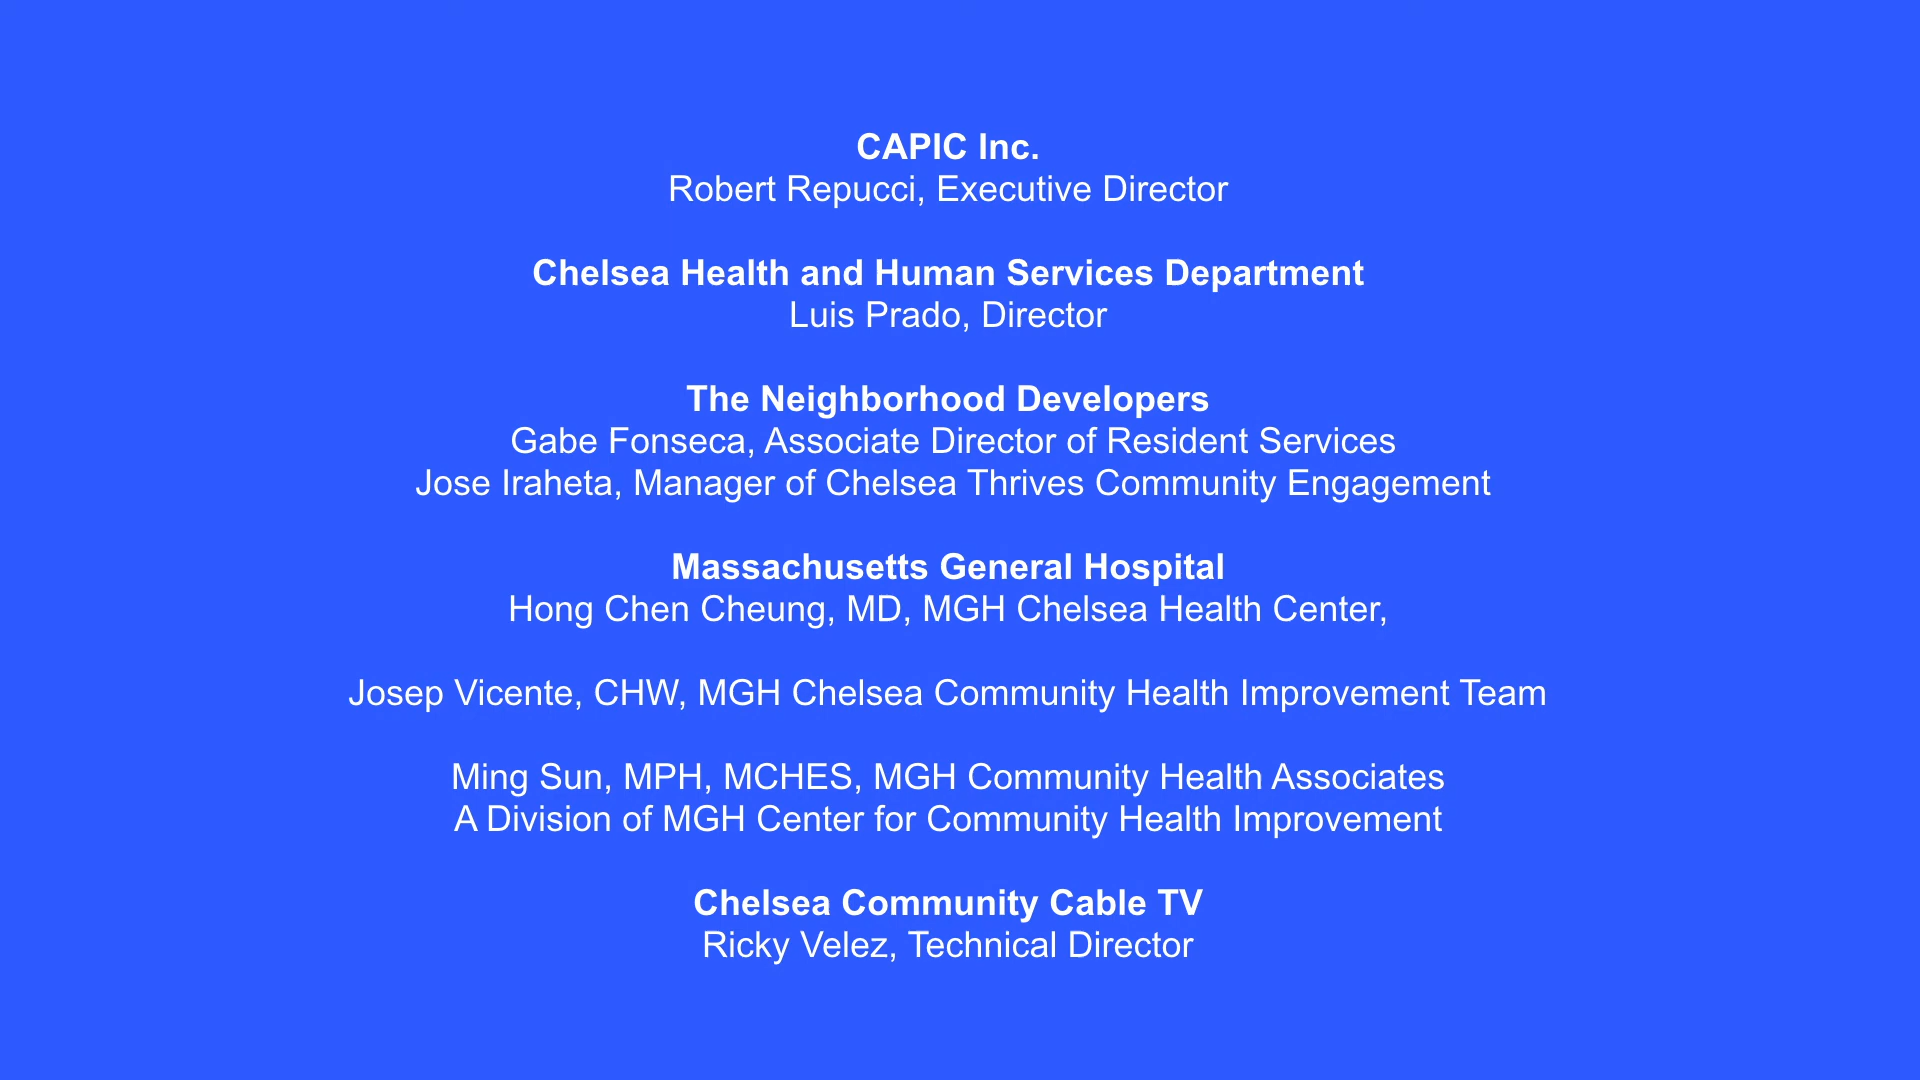 CAPIC Inc.
Robert Repucci, Executive Director
Chelsea Health and Human Services Department
Luis Prado, Director
The Neighborhood Developers
Gabe Fonseca, Associate Director of Resident Services
Jose Iraheta, Manager of Chelsea Thrives Community Engagement
Massachusetts General Hospital
Hong Chen Cheung, MD, MGH Chelsea Health Center,
Josep Vicente, CHW, MGH Chelsea Community Health Improvement Team
Ming Sun, MPH, MCHES, MGH Community Health Associates
A Division of MGH Center for Community Health Improvement
Chelsea Community Cable TV
Ricky Velez, Technical Director